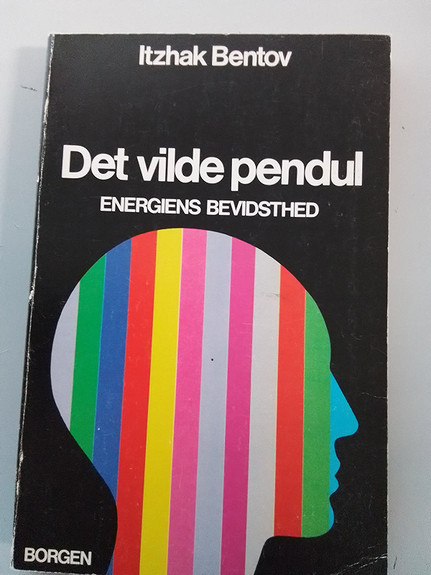 Itzhak Bentov
Det vilde pendul
ENERGIENS BEVIDSTHED
BORGEN